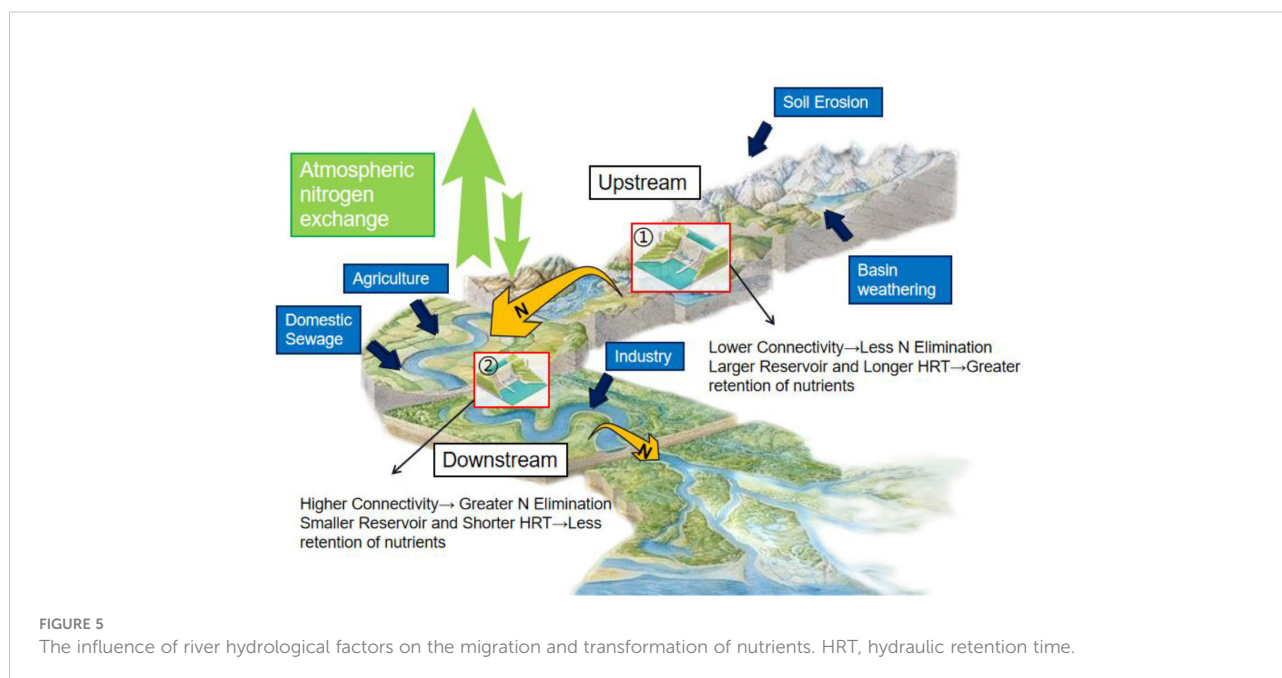 Soil Erosion
Atmospheric
nitrogen
exchange
Upstream
①
Agriculture
Basin
weathering
N
Domestic
Sewage
Industry
②
Lower Connectivity→Less N Elimination
Larger Reservoir and Longer HRT→Greater
retention of nutrients
N
Downstream
Higher Connectivity→ Greater N Elimination
Smaller Reservoir and Shorter HRT→Less
retention of nutrients
FIGURE 5
The influence of river hydrological factors on the migration and transformation of nutrients. HRT, hydraulic retention time.